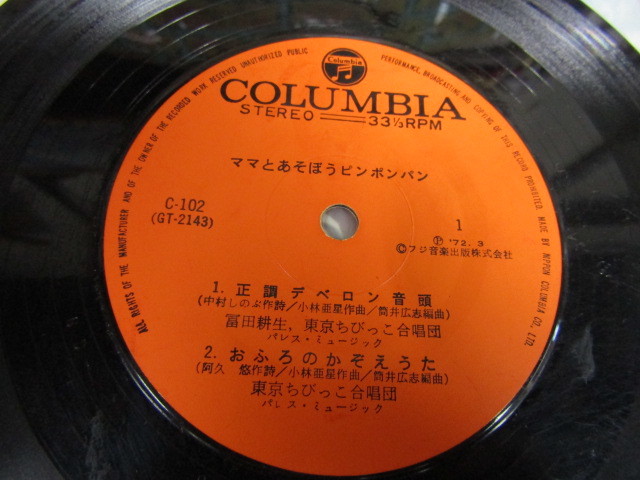 Columbia
COLUMBIA
STEREO 33⅓RPM
ママとあそぼうピンポンパン
C-102
(GT-2143)
1
Ⓟ '72.3
©フジ音楽出版株式会社
1. 正調デベロン音頭
(中村しのぶ作詩/小林亜星作曲/筒井広志編曲)
冨田耕生，東京ちびっこ合唱団
パレス・ミュージック
2. おふろのかぞえうた
(阿久 悠作詩/小林亜星作曲/筒井広志編曲)
東京ちびっこ合唱団
パレス・ミュージック
ALL RIGHTS OF THE MANUFACTURER AND OF THE OWNER OF THE RECORDED WORK RESERVED UNAUTHORIZED PUBLIC PERFORMANCE, BROADCASTING AND COPYING OF THIS RECORD PROHIBITED. MADE BY NIPPON COLUMBIA CO., LTD.